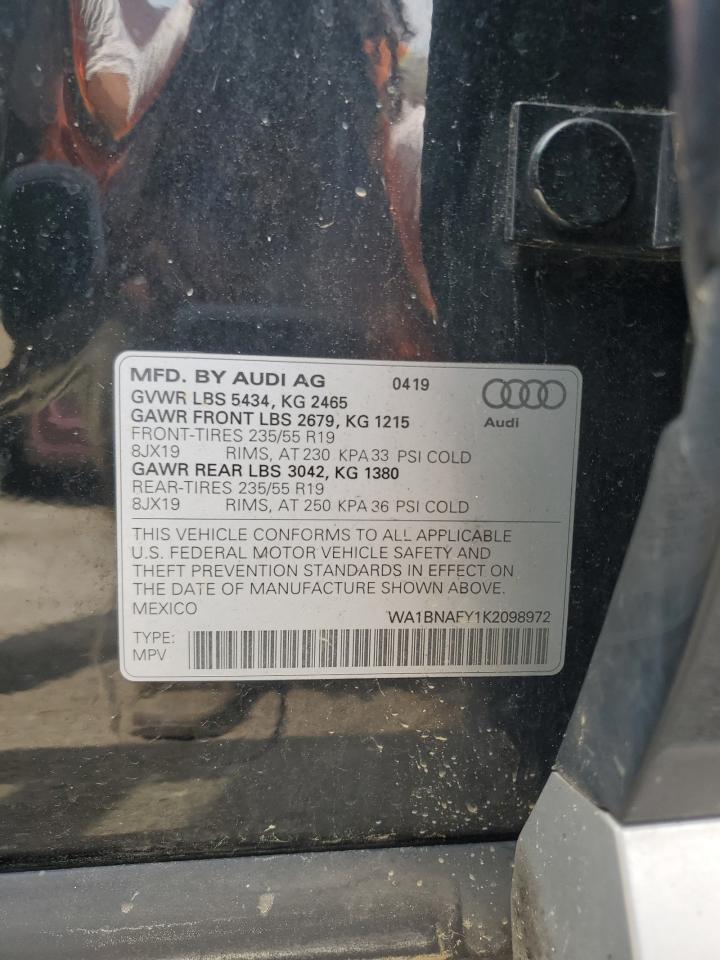 MFD. BY AUDI AG 0419
GVWR LBS 5434, KG 2465
GAWR FRONT LBS 2679, KG 1215
Audi
FRONT-TIRES 235/55 R19
8JX19 RIMS, AT 230 KPA 33 PSI COLD
GAWR REAR LBS 3042, KG 1380
REAR-TIRES 235/55 R19
8JX19 RIMS, AT 250 KPA 36 PSI COLD
THIS VEHICLE CONFORMS TO ALL APPLICABLE
U.S. FEDERAL MOTOR VEHICLE SAFETY AND
THEFT PREVENTION STANDARDS IN EFFECT ON
THE DATE OF MANUFACTURE SHOWN ABOVE.
MEXICO WA1BNAFY1K2098972
TYPE:
MPV